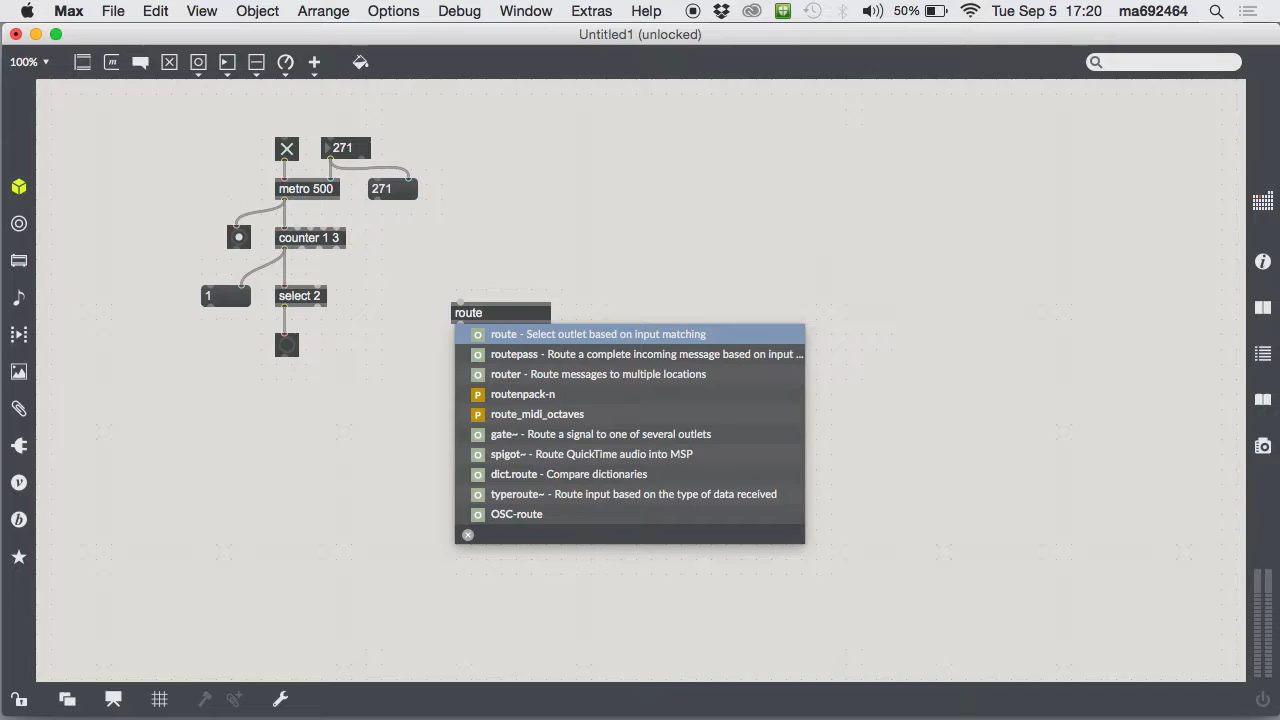 Max File Edit View Object Arrange Options Debug Window Extras Help 50% Tue Sep 5 17:20 ma692464
Untitled1 (unlocked)
100%
271
metro 500
271
counter 1 3
1
select 2
route
route - Select outlet based on input matching
routepass - Route a complete incoming message based on input ...
router - Route messages to multiple locations
P routenpack-n
P route_midi_octaves
gate~ - Route a signal to one of several outlets
spigot~ - Route QuickTime audio into MSP
dict.route - Compare dictionaries
typeroute~ - Route input based on the type of data received
OSC-route